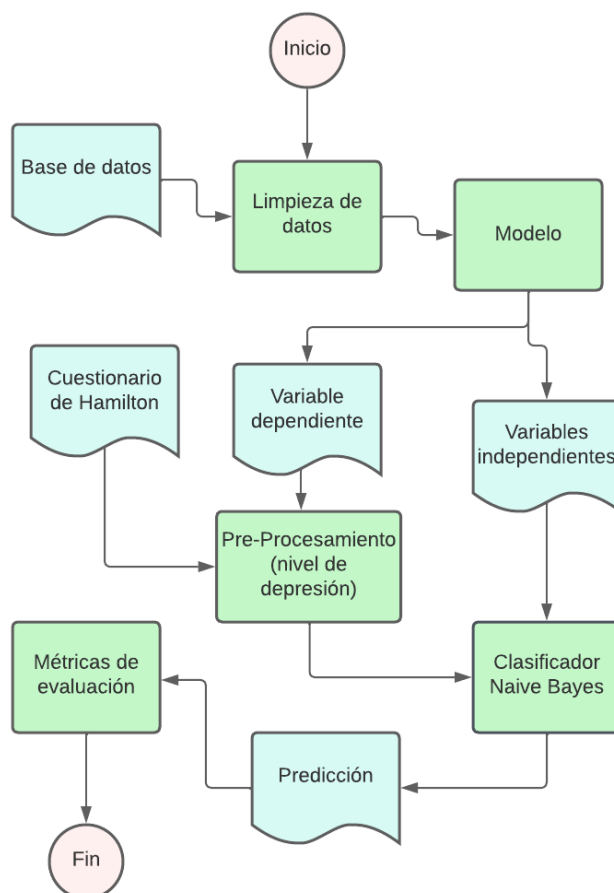 Inicio
Base de datos
Limpieza de
datos
Modelo
Cuestionario
de Hamilton
Variable
dependiente
Variables
independientes
Pre-Procesamiento
(nivel de
depresión)
Métricas de
evaluación
Clasificador
Naive Bayes
Predicción
Fin